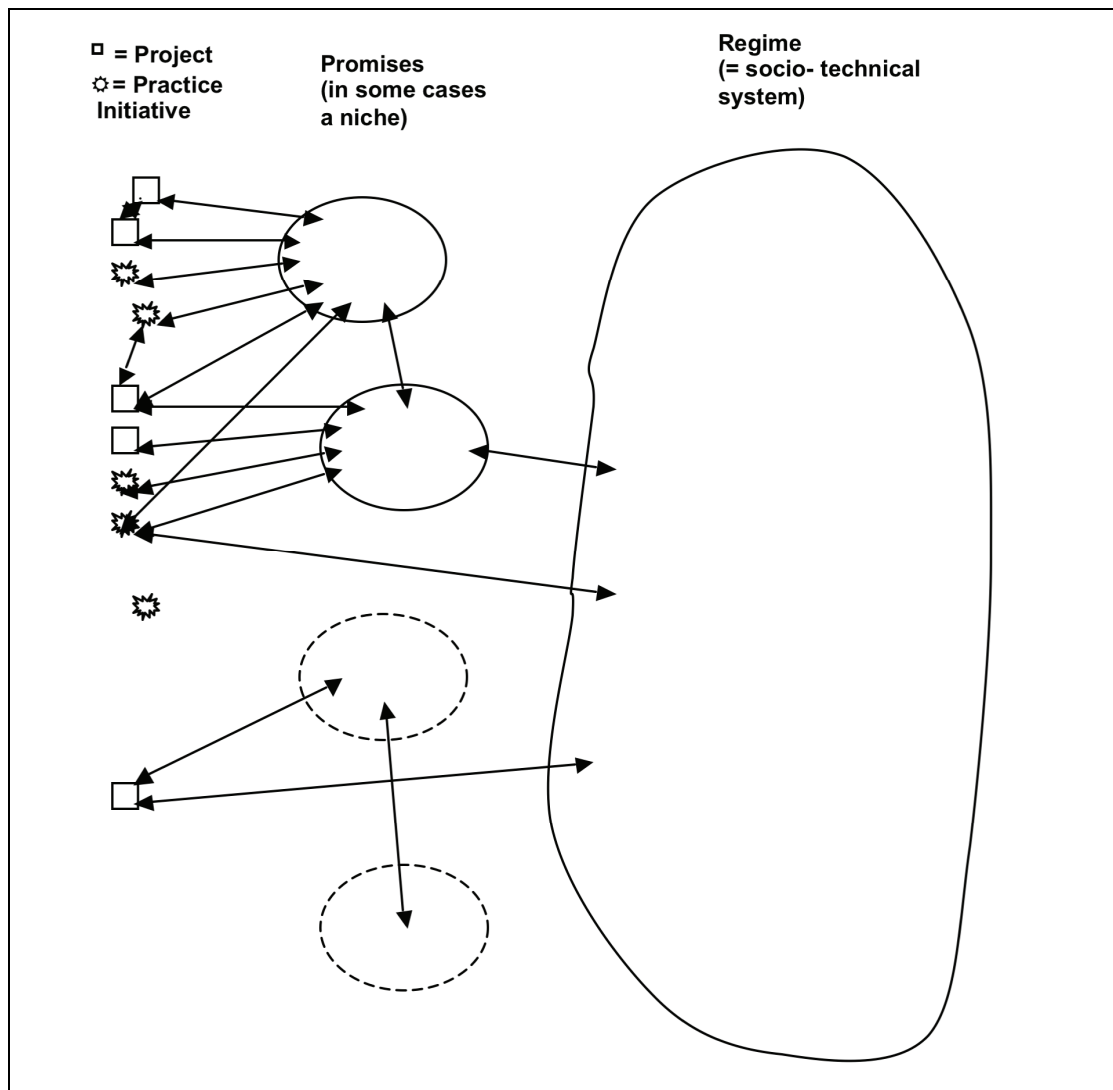 = Project
= Practice
Initiative
Promises
(in some cases
a niche)
Regime
(= socio- technical
system)